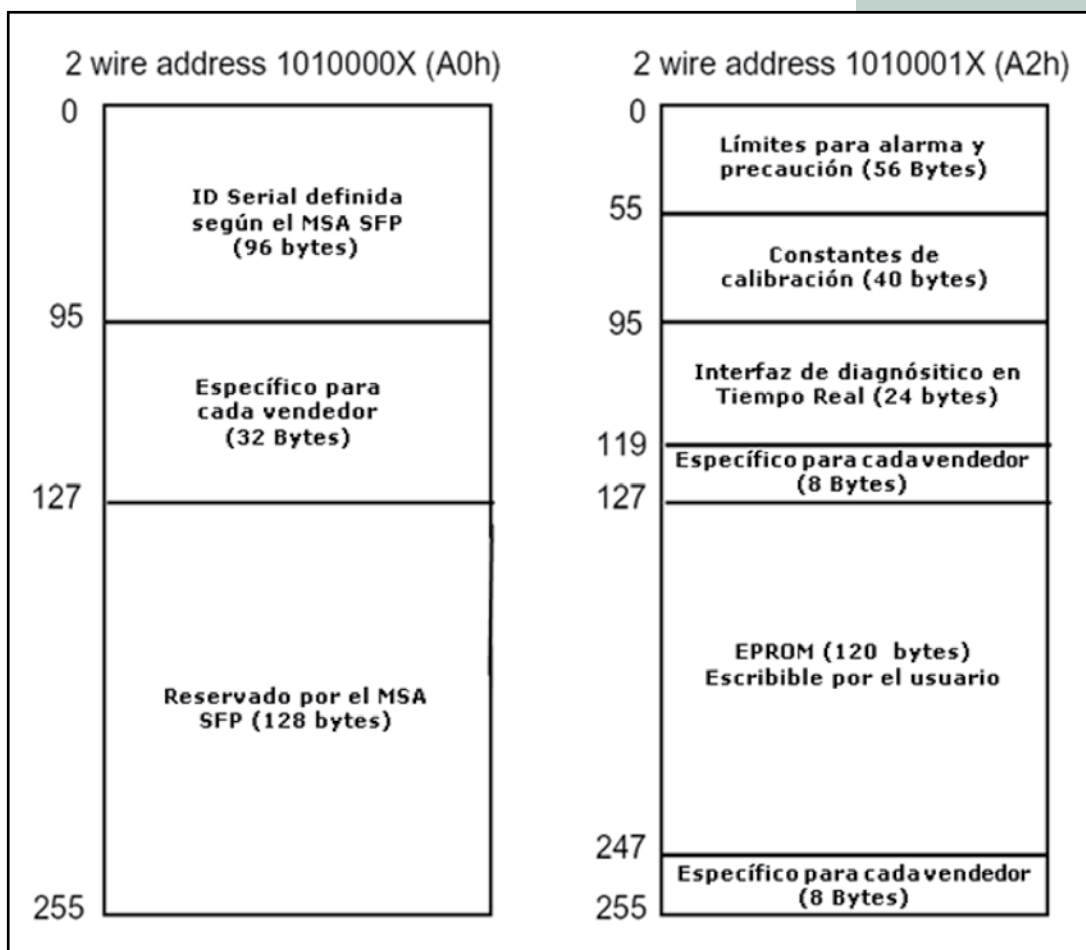 2 wire address 1010000X (A0h)
0
ID Serial definida
según el MSA SFP
(96 bytes)
95
Específico para
cada vendedor
(32 Bytes)
127
Reservado por el MSA
SFP (128 bytes)
255
2 wire address 1010001X (A2h)
0
Límites para alarma y
precaución (56 Bytes)
55
Constantes de
calibración (40 bytes)
95
Interfaz de diagnósitico en
Tiempo Real (24 bytes)
119
Específico para cada vendedor
(8 Bytes)
127
EPROM (120 bytes)
Escribible por el usuario
247
Específico para cada vendedor
(8 Bytes)
255